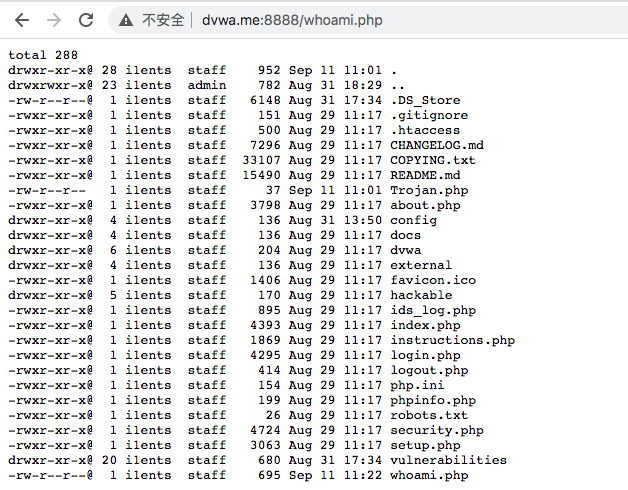 不安全 dvwa.me:8888/whoami.php
total 288
drwxr-xr-x@ 28 ilents  staff    952 Sep 11 11:01 .
drwxrwxr-x@ 23 ilents  admin    782 Aug 31 18:29 ..
-rw-r--r--@  1 ilents  staff   6148 Aug 31 17:34 .DS_Store
-rwxr-xr-x@  1 ilents  staff    151 Aug 29 11:17 .gitignore
-rwxr-xr-x@  1 ilents  staff    500 Aug 29 11:17 .htaccess
-rwxr-xr-x@  1 ilents  staff   7296 Aug 29 11:17 CHANGELOG.md
-rwxr-xr-x@  1 ilents  staff  33107 Aug 29 11:17 COPYING.txt
-rwxr-xr-x@  1 ilents  staff  15490 Aug 29 11:17 README.md
-rw-r--r--   1 ilents  staff     37 Sep 11 11:01 Trojan.php
-rwxr-xr-x@  1 ilents  staff   3798 Aug 29 11:17 about.php
drwxr-xr-x@  4 ilents  staff    136 Aug 31 13:50 config
drwxr-xr-x@  4 ilents  staff    136 Aug 29 11:17 docs
drwxr-xr-x@  6 ilents  staff    204 Aug 29 11:17 dvwa
drwxr-xr-x@  4 ilents  staff    136 Aug 29 11:17 external
-rwxr-xr-x@  1 ilents  staff   1406 Aug 29 11:17 favicon.ico
drwxr-xr-x@  5 ilents  staff    170 Aug 29 11:17 hackable
-rwxr-xr-x@  1 ilents  staff    895 Aug 29 11:17 ids_log.php
-rwxr-xr-x@  1 ilents  staff   4393 Aug 29 11:17 index.php
-rwxr-xr-x@  1 ilents  staff   1869 Aug 29 11:17 instructions.php
-rwxr-xr-x@  1 ilents  staff   4295 Aug 29 11:17 login.php
-rwxr-xr-x@  1 ilents  staff    414 Aug 29 11:17 logout.php
-rwxr-xr-x@  1 ilents  staff    154 Aug 29 11:17 php.ini
-rwxr-xr-x@  1 ilents  staff    199 Aug 29 11:17 phpinfo.php
-rwxr-xr-x@  1 ilents  staff     26 Aug 29 11:17 robots.txt
-rwxr-xr-x@  1 ilents  staff   4724 Aug 29 11:17 security.php
-rwxr-xr-x@  1 ilents  staff   3063 Aug 29 11:17 setup.php
drwxr-xr-x@ 20 ilents  staff    680 Aug 31 17:34 vulnerabilities
-rw-r--r--@  1 ilents  staff    695 Sep 11 11:22 whoami.php